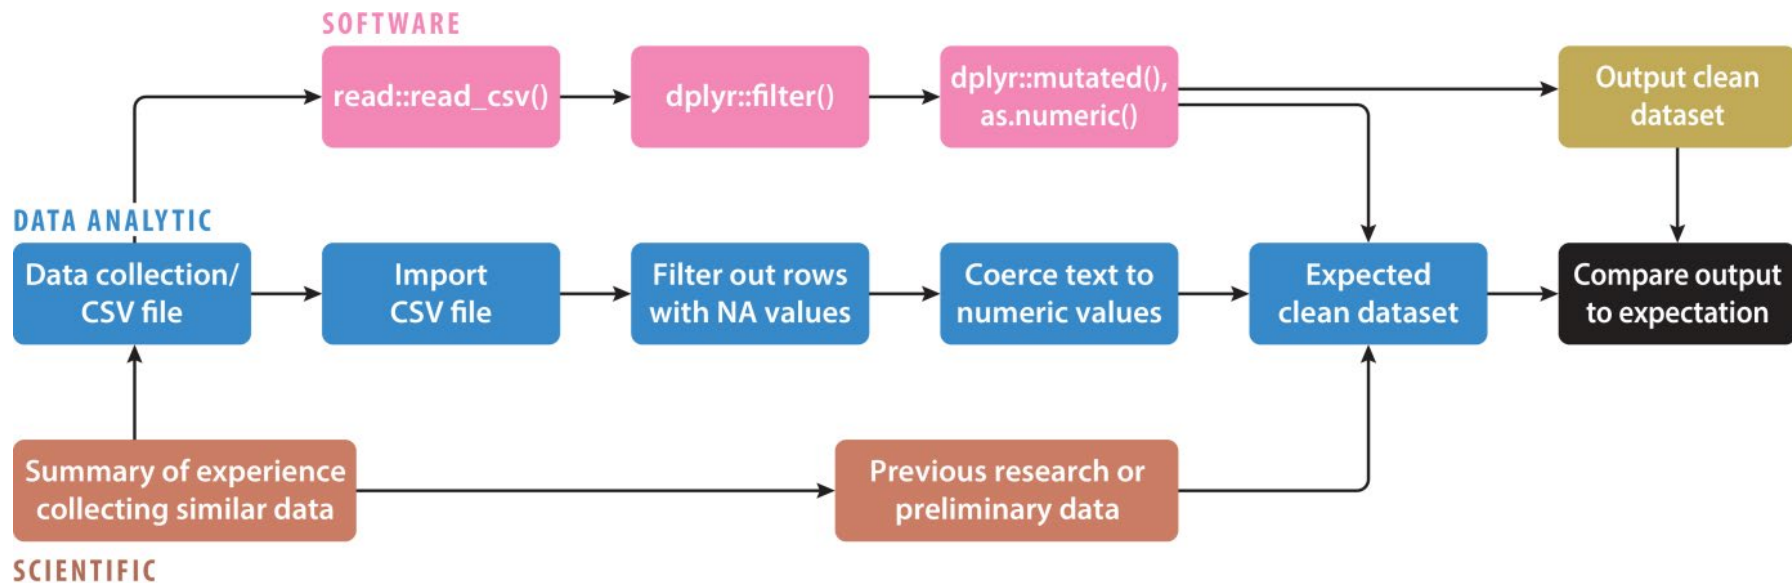 SOFTWARE
read::read_csv()
dplyr::filter()
dplyr::mutated(),
as.numeric()
Output clean
dataset
DATA ANALYTIC
Data collection/
CSV file
Import
CSV file
Filter out rows
with NA values
Coerce text to
numeric values
Expected
clean dataset
Compare output
to expectation
Summary of experience
collecting similar data
Previous research or
preliminary data
SCIENTIFIC